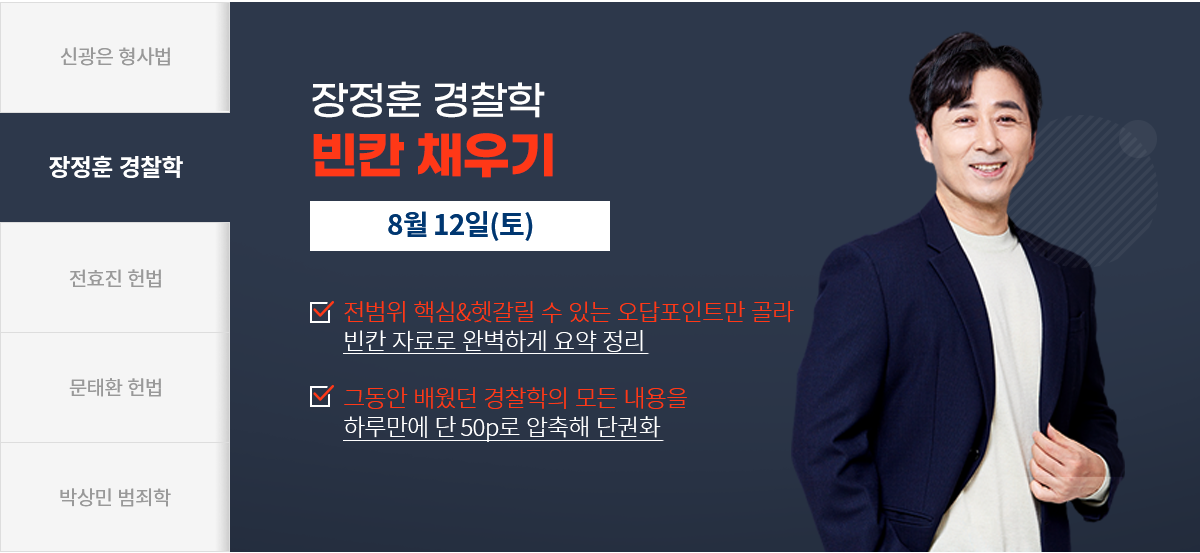 신광은 형사법
장정훈 경찰학
전효진 헌법
문태환 헌법
박상민 범죄학
장정훈 경찰학
빈칸 채우기
8월 12일(토)
전범위 핵심&헷갈릴 수 있는 오답포인트만 골라
빈칸 자료로 완벽하게 요약 정리
그동안 배웠던 경찰학의 모든 내용을
하루만에 단 50p로 압축해 단권화